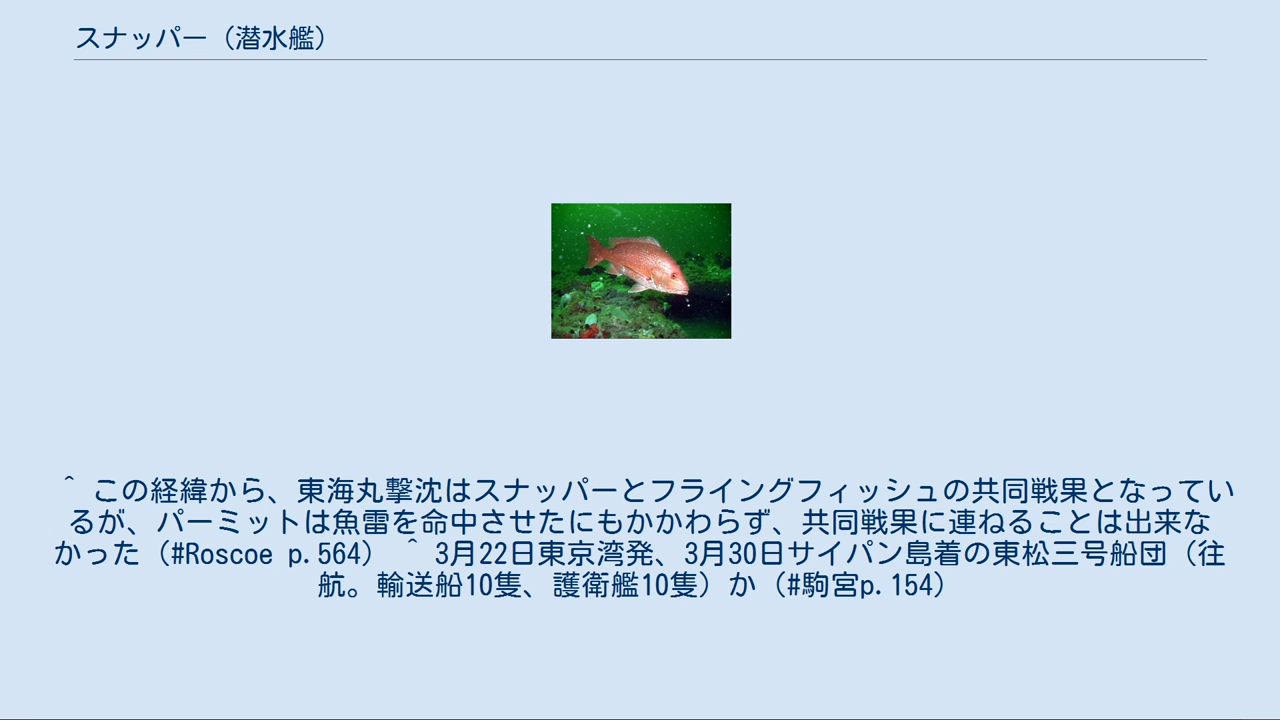 スナッパー（潜水艦）
＾ この経緯から、東海丸撃沈はスナッパーとフライングフィッシュの共同戦果となってい
るが、パーミットは魚雷を命中させたにもかかわらず、共同戦果に連ねることは出来な
かった（#Roscoe p.564） ＾ 3月22日東京湾発、3月30日サイパン島着の東松三号船団（往
航。輸送船10隻、護衛艦10隻）か（#駒宮p.154）